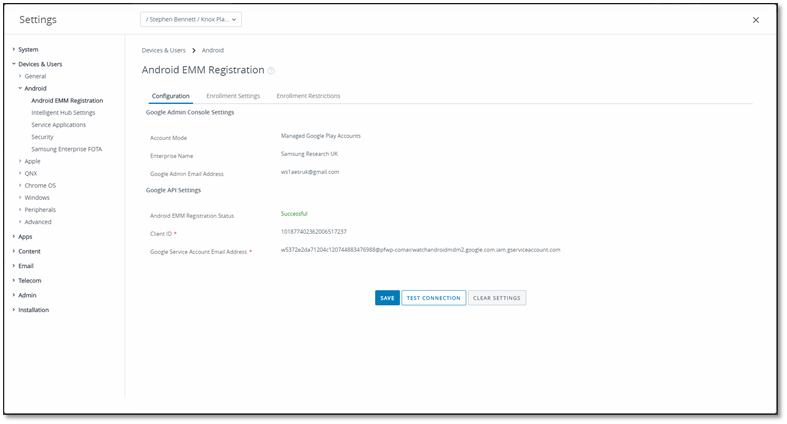 Settings
/ Stephen Bennett / Knox Pla...
System
Devices & Users
General
Android
Android EMM Registration
Intelligent Hub Settings
Service Applications
Security
Samsung Enterprise FOTA
Apple
QNX
Chrome OS
Windows
Peripherals
Advanced
Apps
Content
Email
Telecom
Admin
Installation
Devices & Users > Android
Android EMM Registration
Configuration Enrollment Settings Enrollment Restrictions
Google Admin Console Settings
Account Mode Managed Google Play Accounts
Enterprise Name Samsung Research UK
Google Admin Email Address ws1aesruk@gmail.com
Google API Settings
Android EMM Registration Status Successful
Client ID * 101877402362006517237
Google Service Account Email Address * w5372e2da71204c120744883476988@pfwp-comairwatchandroidmdm2.google.com.iam.gserviceaccount.com
SAVE TEST CONNECTION CLEAR SETTINGS